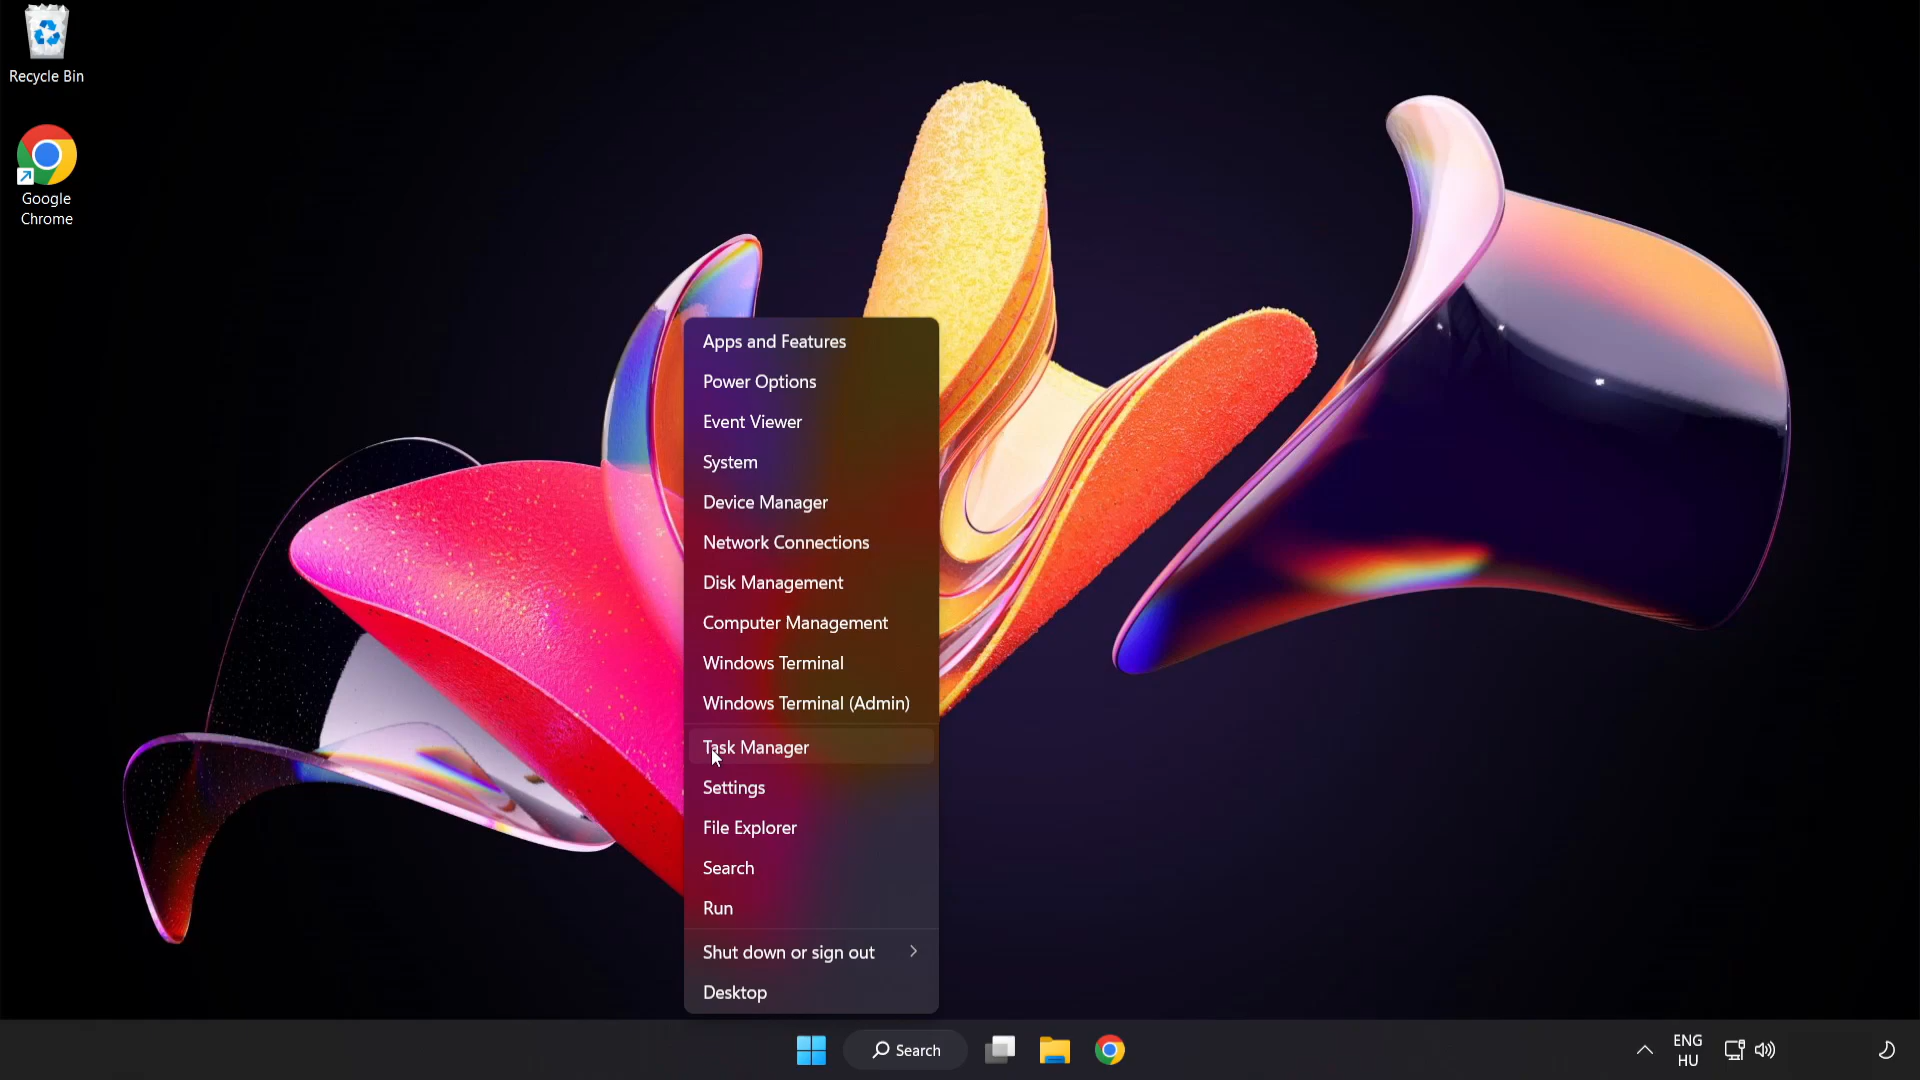 Recycle Bin
Google
Chrome
Apps and Features
Power Options
Event Viewer
System
Device Manager
Network Connections
Disk Management
Computer Management
Windows Terminal
Windows Terminal (Admin)
Task Manager
Settings
File Explorer
Search
Run
Shut down or sign out
Desktop
Search
ENG
HU